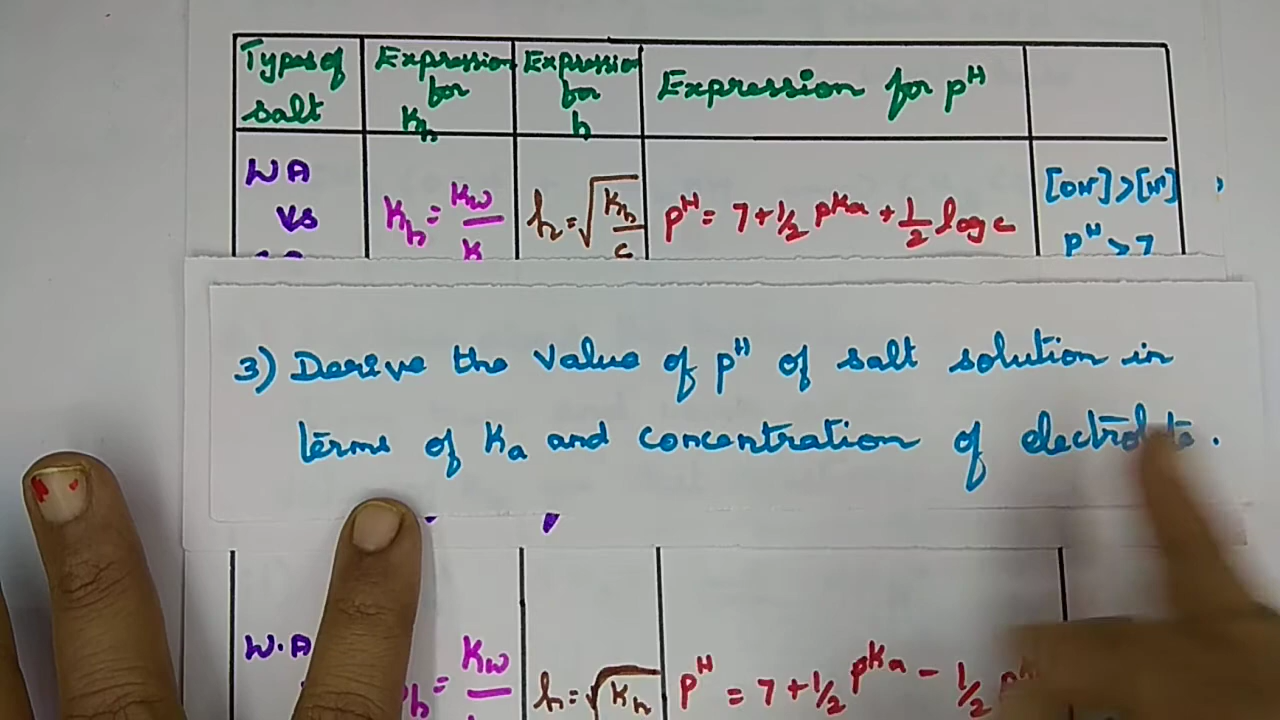 Types of salt
Expression for Kh
Expression for h
Expression for pH
WA vs
Kh = Kw/K
h = √Kh/c
pH = 7 + 1/2 pKa + 1/2 log c
[OH] > [H]
pH > 7
3) Derive the value of pH of salt solution in
terms of Ka and concentration of
W.A
h = Kw
h = √Kh
pH = 7 + 1/2 pKa - 1/2